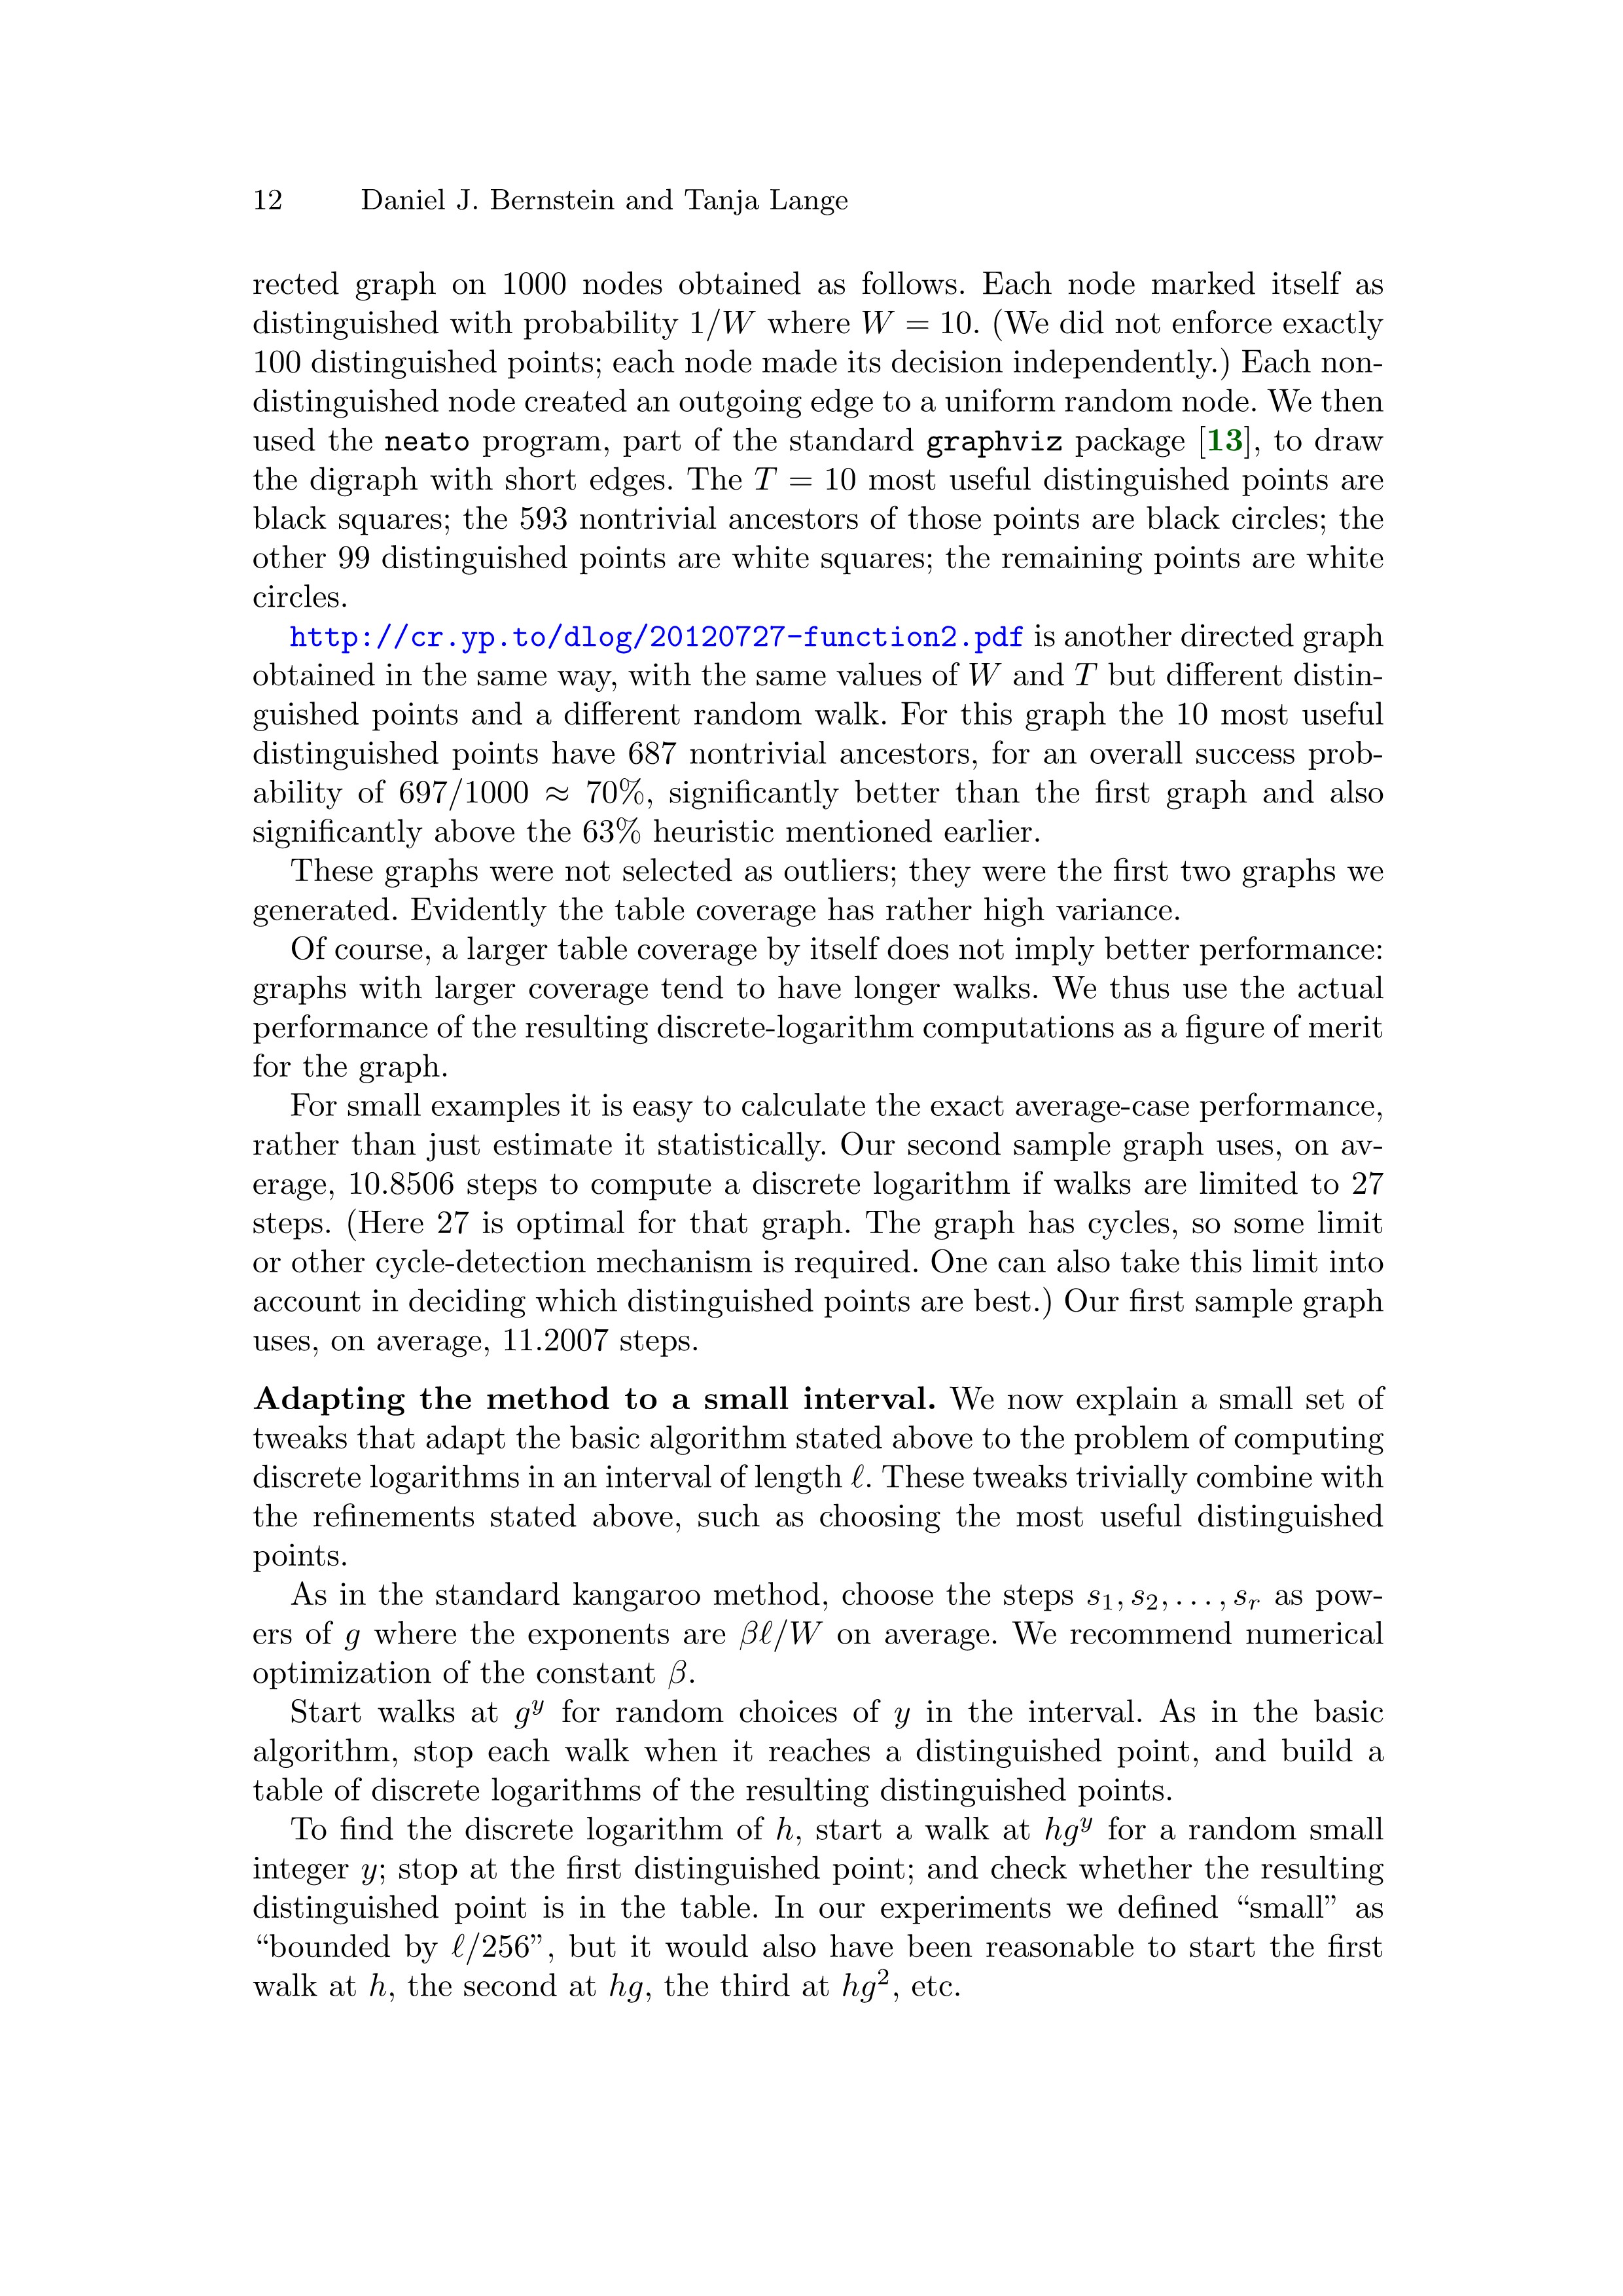 12 Daniel J. Bernstein and Tanja Lange
rected graph on 1000 nodes obtained as follows. Each node marked itself as
distinguished with probability 1/W where W = 10. (We did not enforce exactly
100 distinguished points; each node made its decision independently.) Each non-
distinguished node created an outgoing edge to a uniform random node. We then
used the neato program, part of the standard graphviz package [13], to draw
the digraph with short edges. The T = 10 most useful distinguished points are
black squares; the 593 nontrivial ancestors of those points are black circles; the
other 99 distinguished points are white squares; the remaining points are white
circles.
http://cr.yp.to/dlog/20120727-function2.pdf is another directed graph
obtained in the same way, with the same values of W and T but different distin-
guished points and a different random walk. For this graph the 10 most useful
distinguished points have 687 nontrivial ancestors, for an overall success prob-
ability of 697/1000 ≈ 70%, significantly better than the first graph and also
significantly above the 63% heuristic mentioned earlier.
These graphs were not selected as outliers; they were the first two graphs we
generated. Evidently the table coverage has rather high variance.
Of course, a larger table coverage by itself does not imply better performance:
graphs with larger coverage tend to have longer walks. We thus use the actual
performance of the resulting discrete-logarithm computations as a figure of merit
for the graph.
For small examples it is easy to calculate the exact average-case performance,
rather than just estimate it statistically. Our second sample graph uses, on av-
erage, 10.8506 steps to compute a discrete logarithm if walks are limited to 27
steps. (Here 27 is optimal for that graph. The graph has cycles, so some limit
or other cycle-detection mechanism is required. One can also take this limit into
account in deciding which distinguished points are best.) Our first sample graph
uses, on average, 11.2007 steps.
Adapting the method to a small interval. We now explain a small set of
tweaks that adapt the basic algorithm stated above to the problem of computing
discrete logarithms in an interval of length ℓ. These tweaks trivially combine with
the refinements stated above, such as choosing the most useful distinguished
points.
As in the standard kangaroo method, choose the steps s₁, s₂, . . . , sᵣ as pow-
ers of g where the exponents are βℓ/W on average. We recommend numerical
optimization of the constant β.
Start walks at gʸ for random choices of y in the interval. As in the basic
algorithm, stop each walk when it reaches a distinguished point, and build a
table of discrete logarithms of the resulting distinguished points.
To find the discrete logarithm of h, start a walk at hgʸ for a random small
integer y; stop at the first distinguished point; and check whether the resulting
distinguished point is in the table. In our experiments we defined “small” as
“bounded by ℓ/256”, but it would also have been reasonable to start the first
walk at h, the second at hg, the third at hg², etc.